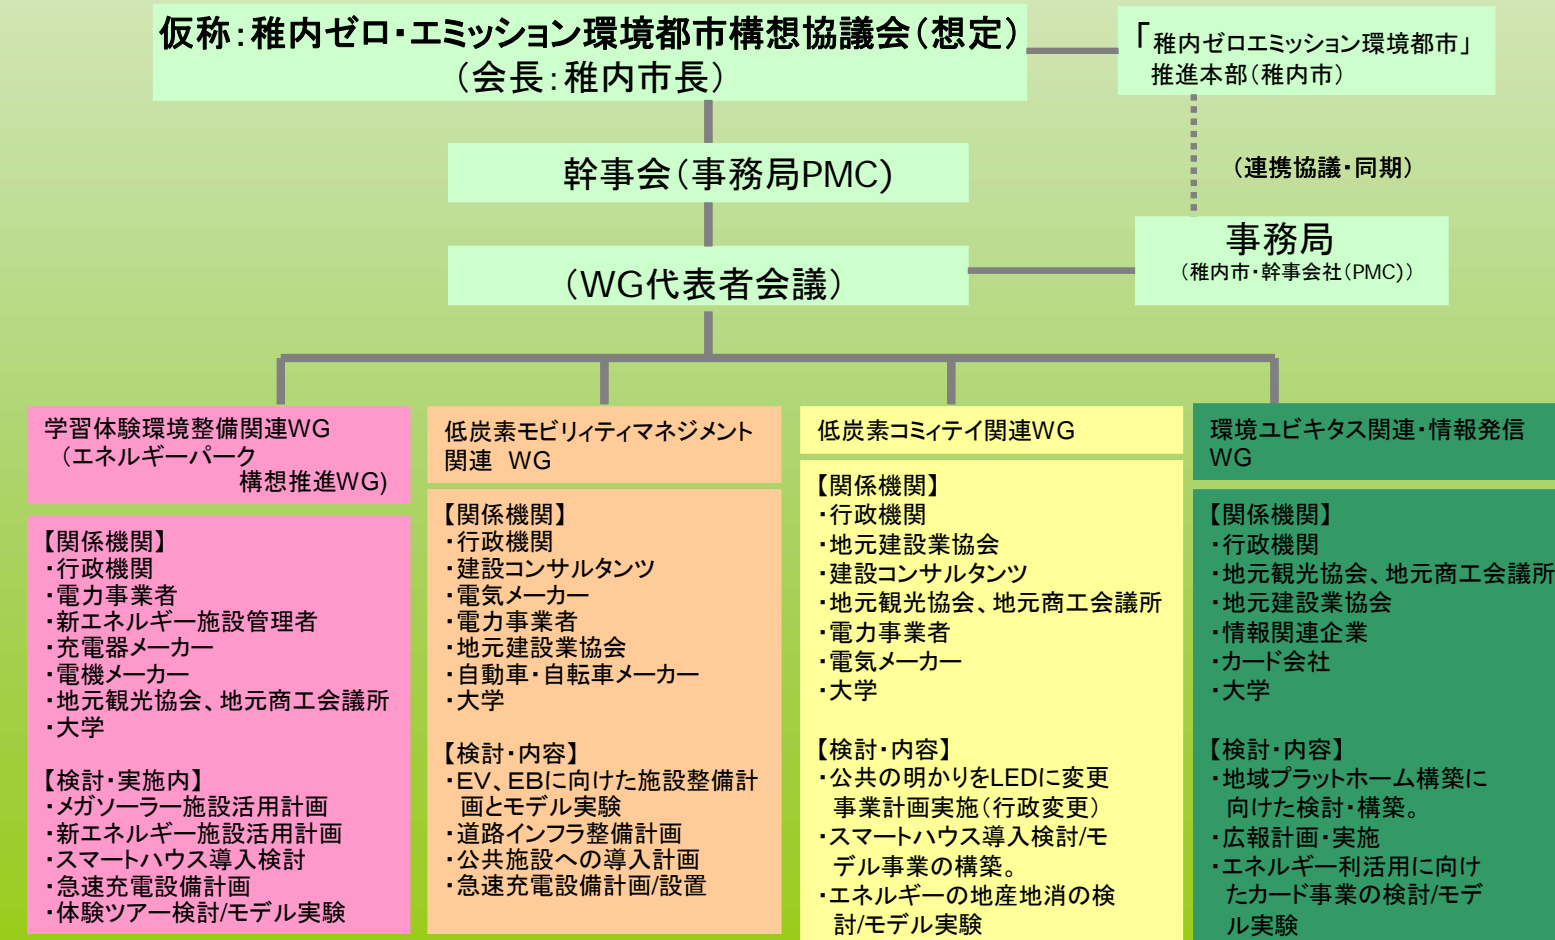 仮称：稚内ゼロ・エミッション環境都市構想協議会（想定）
（会長：稚内市長）
「稚内ゼロエミッション環境都市」
推進本部（稚内市）
幹事会（事務局PMC）
（連携協議・同期）
（WG代表者会議）
事務局
（稚内市・幹事会社（PMC））
学習体験環境整備関連WG
（エネルギーパーク
構想推進WG)
【関係機関】
・行政機関
・電力事業者
・新エネルギー施設管理者
・充電器メーカー
・電機メーカー
・地元観光協会、地元商工会議所
・大学
【検討・実施内】
・メガソーラー施設活用計画
・新エネルギー施設活用計画
・スマートハウス導入検討
・急速充電設備計画
・体験ツアー検討/モデル実験
低炭素モビリィティマネジメント
関連 WG
【関係機関】
・行政機関
・建設コンサルタンツ
・電気メーカー
・電力事業者
・地元建設業協会
・自動車・自転車メーカー
・大学
【検討・内容】
・EV、EBに向けた施設整備計
画とモデル実験
・道路インフラ整備計画
・公共施設への導入計画
・急速充電設備計画/設置
低炭素コミィテイ関連WG
【関係機関】
・行政機関
・地元建設業協会
・建設コンサルタンツ
・地元観光協会、地元商工会議所
・電力事業者
・電気メーカー
・大学
【検討・内容】
・公共の明かりをLEDに変更
事業計画実施（行政変更）
・スマートハウス導入検討/モ
デル事業の構築。
・エネルギーの地産地消の検
討/モデル実験
環境ユビキタス関連・情報発信
WG
【関係機関】
・行政機関
・地元観光協会、地元商工会議所
・地元建設業協会
・情報関連企業
・カード会社
・大学
【検討・内容】
・地域プラットホーム構築に
向けた検討・構築。
・広報計画・実施
・エネルギー利活用に向け
たカード事業の検討/モデ
ル実験